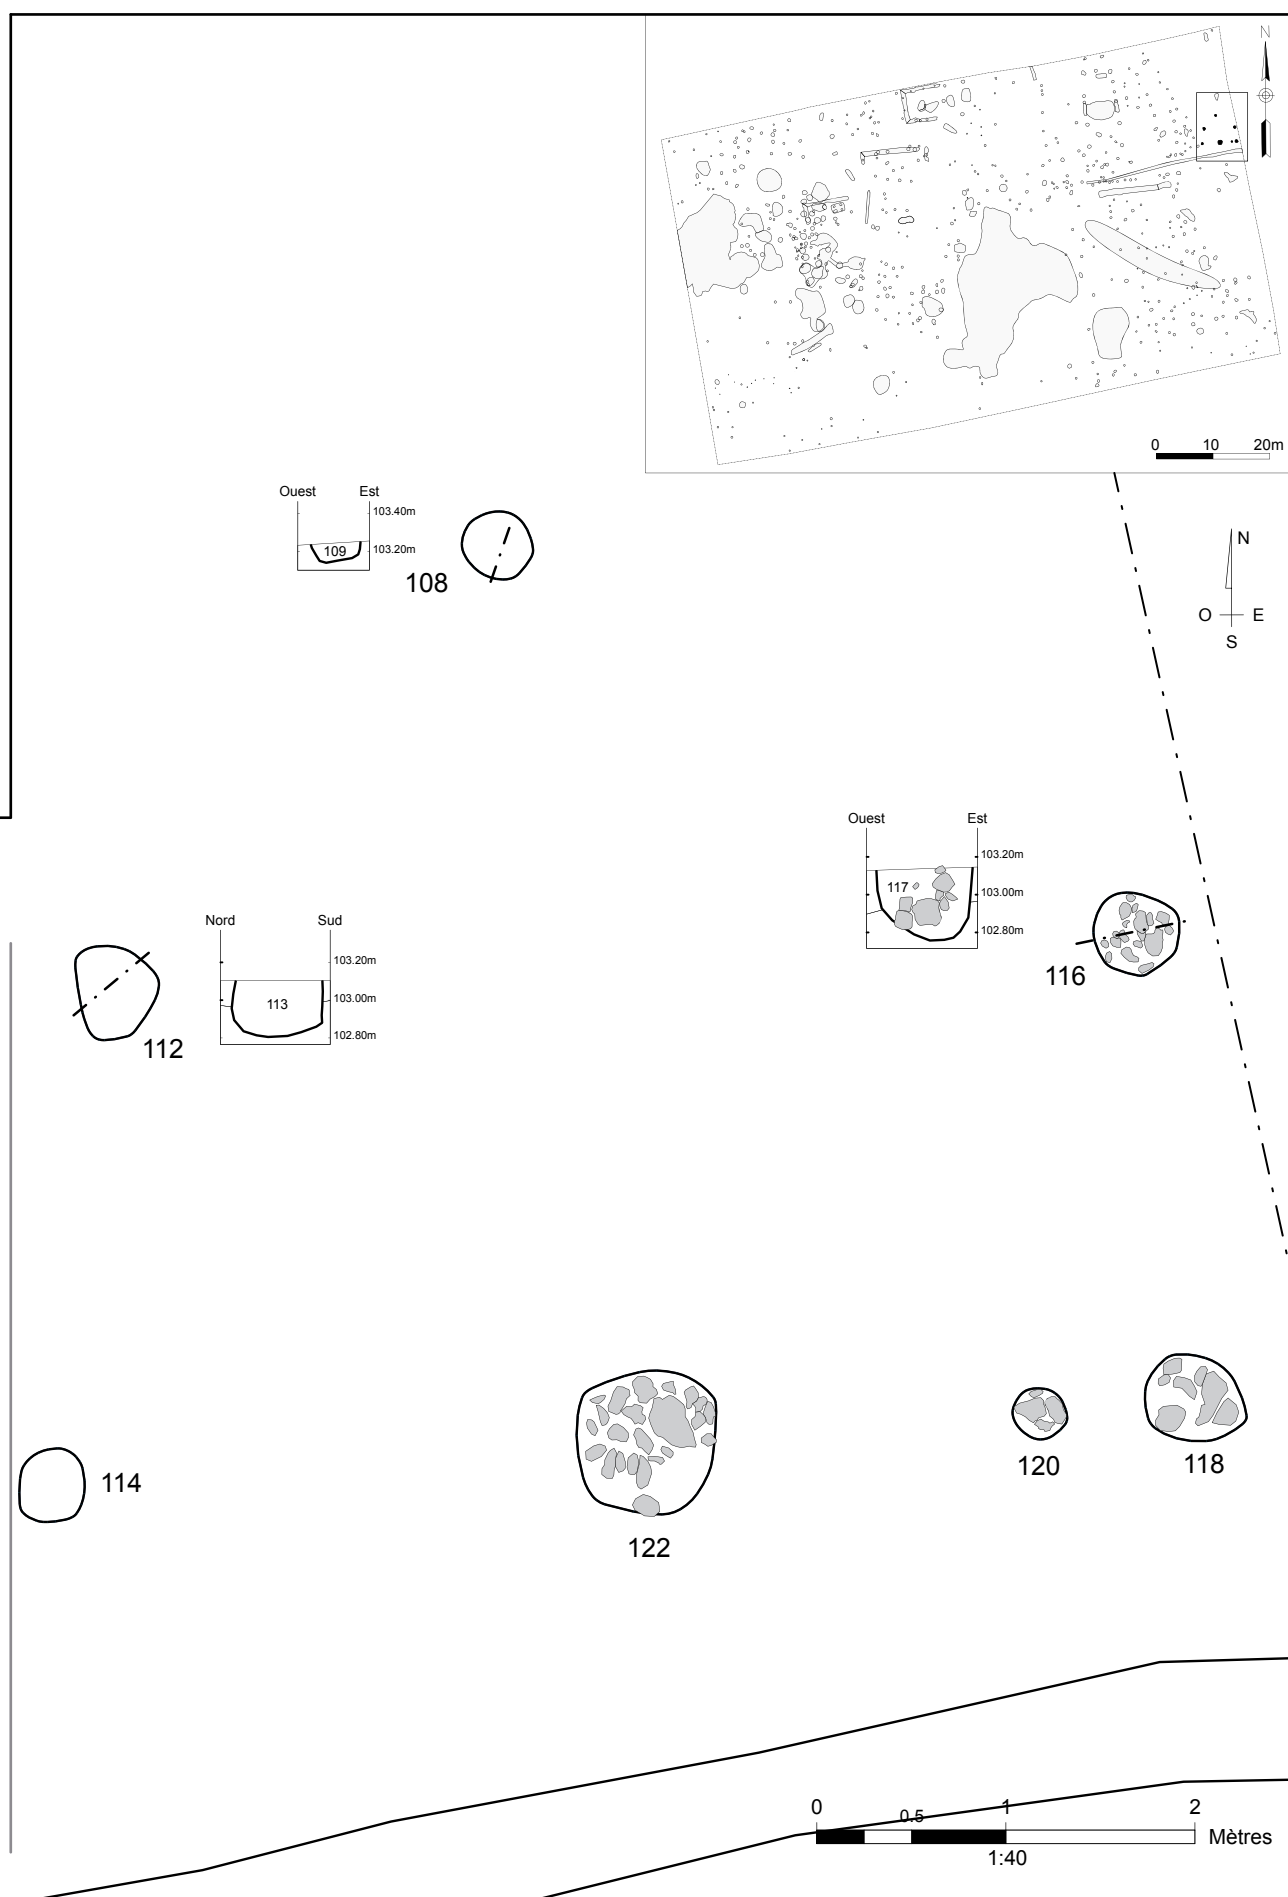 N
0 10 20m
Ouest Est
103.40m
109 103.20m
108
N
O E
S
Ouest Est
103.20m
117 103.00m
102.80m
116
Nord Sud
103.20m
113 103.00m
102.80m
112
114
122
120
118
0 0.5 1 2
Mètres
1:40